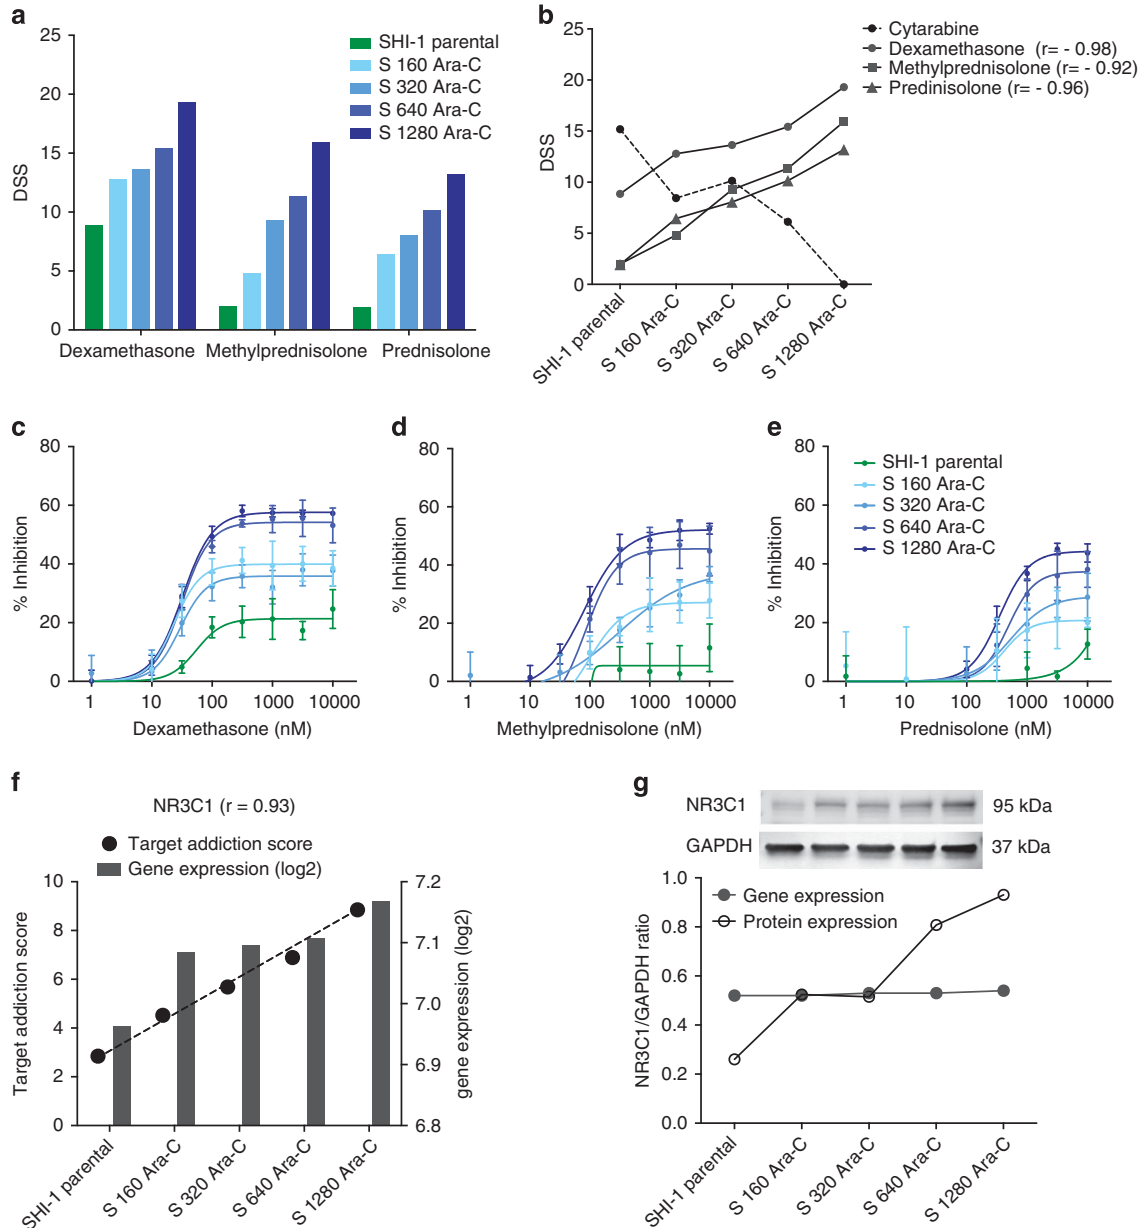 a
25
20
15
10
5
0
DSS
SHI-1 parental
S 160 Ara-C
S 320 Ara-C
S 640 Ara-C
S 1280 Ara-C
Dexamethasone
Methylprednisolone
Prednisolone
b
25
20
15
10
5
0
DSS
Cytarabine
Dexamethasone (r= - 0.98)
Methylprednisolone (r= - 0.92)
Predinisolone (r= - 0.96)
SHI-1 parental
S 160 Ara-C
S 320 Ara-C
S 640 Ara-C
S 1280 Ara-C
c
80
60
40
20
0
% Inhibition
1
10
100
1000
10000
Dexamethasone (nM)
d
80
60
40
20
0
% Inhibition
1
10
100
1000
10000
Methylprednisolone (nM)
e
80
60
40
20
0
% Inhibition
SHI-1 parental
S 160 Ara-C
S 320 Ara-C
S 640 Ara-C
S 1280 Ara-C
1
10
100
1000
10000
Prednisolone (nM)
f
NR3C1 (r = 0.93)
Target addiction score
Gene expression (log2)
10
8
6
4
2
0
Target addiction score
7.2
7.1
7.0
6.9
6.8
gene expression (log2)
SHI-1 parental
S 160 Ara-C
S 320 Ara-C
S 640 Ara-C
S 1280 Ara-C
g
NR3C1
95 kDa
GAPDH
37 kDa
1.0
0.8
0.6
0.4
0.2
0.0
NR3C1/GAPDH ratio
Gene expression
Protein expression
SHI-1 parental
S 160 Ara-C
S 320 Ara-C
S 640 Ara-C
S 1280 Ara-C